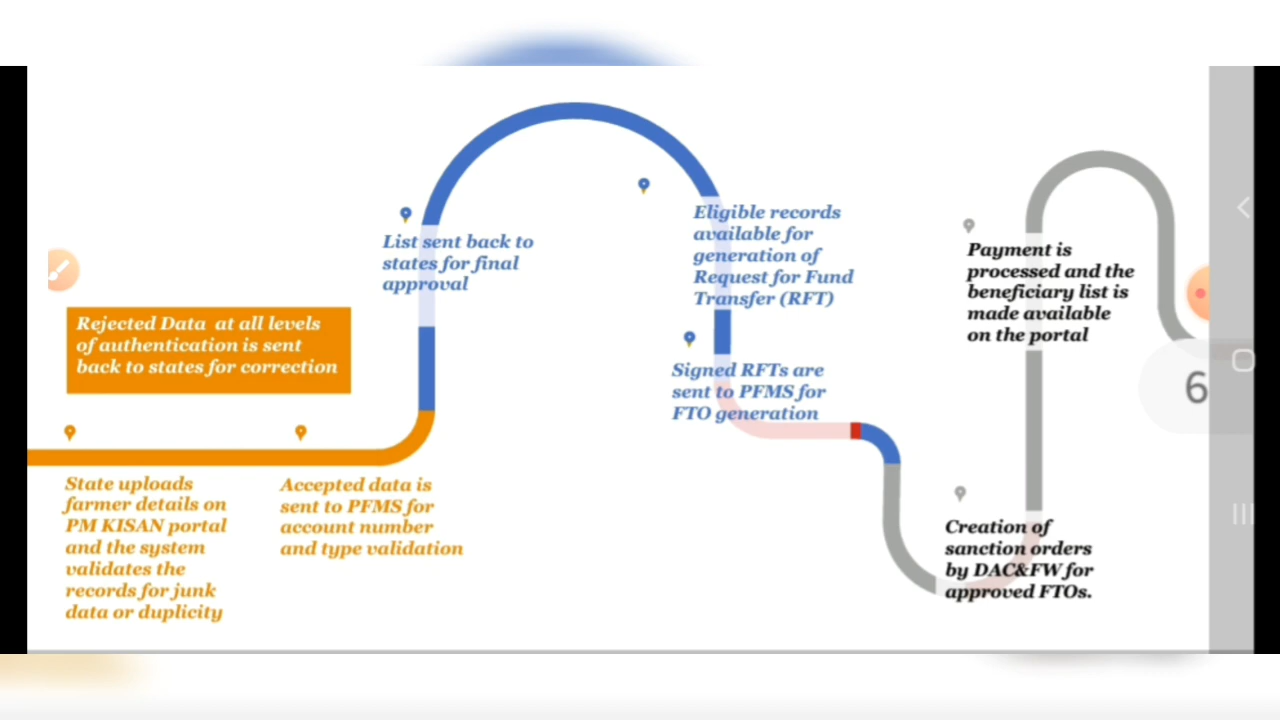 Rejected Data at all levels
of authentication is sent
back to states for correction
State uploads
farmer details on
PM KISAN portal
and the system
validates the
records for junk
data or duplicity
Accepted data is
sent to PFMS for
account number
and type validation
List sent back to
states for final
approval
Eligible records
available for
generation of
Request for Fund
Transfer (RFT)
Signed RFTs are
sent to PFMS for
FTO generation
Creation of
sanction orders
by DAC&FW for
approved FTOs.
Payment is
processed and the
beneficiary list is
made available
on the portal
6